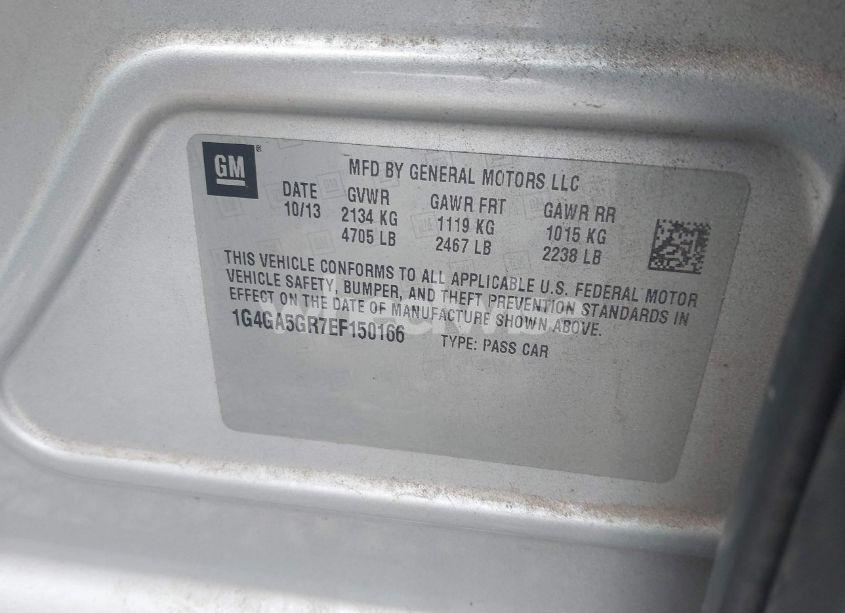 GM
MFD BY GENERAL MOTORS LLC
DATE GVWR GAWR FRT GAWR RR
10/13 2134 KG 1119 KG 1015 KG
4705 LB 2467 LB 2238 LB
THIS VEHICLE CONFORMS TO ALL APPLICABLE U.S. FEDERAL MOTOR
VEHICLE SAFETY, BUMPER, AND THEFT PREVENTION STANDARDS IN
EFFECT ON THE DATE OF MANUFACTURE SHOWN ABOVE.
1G4GA5GR7EF150166 TYPE: PASS CAR